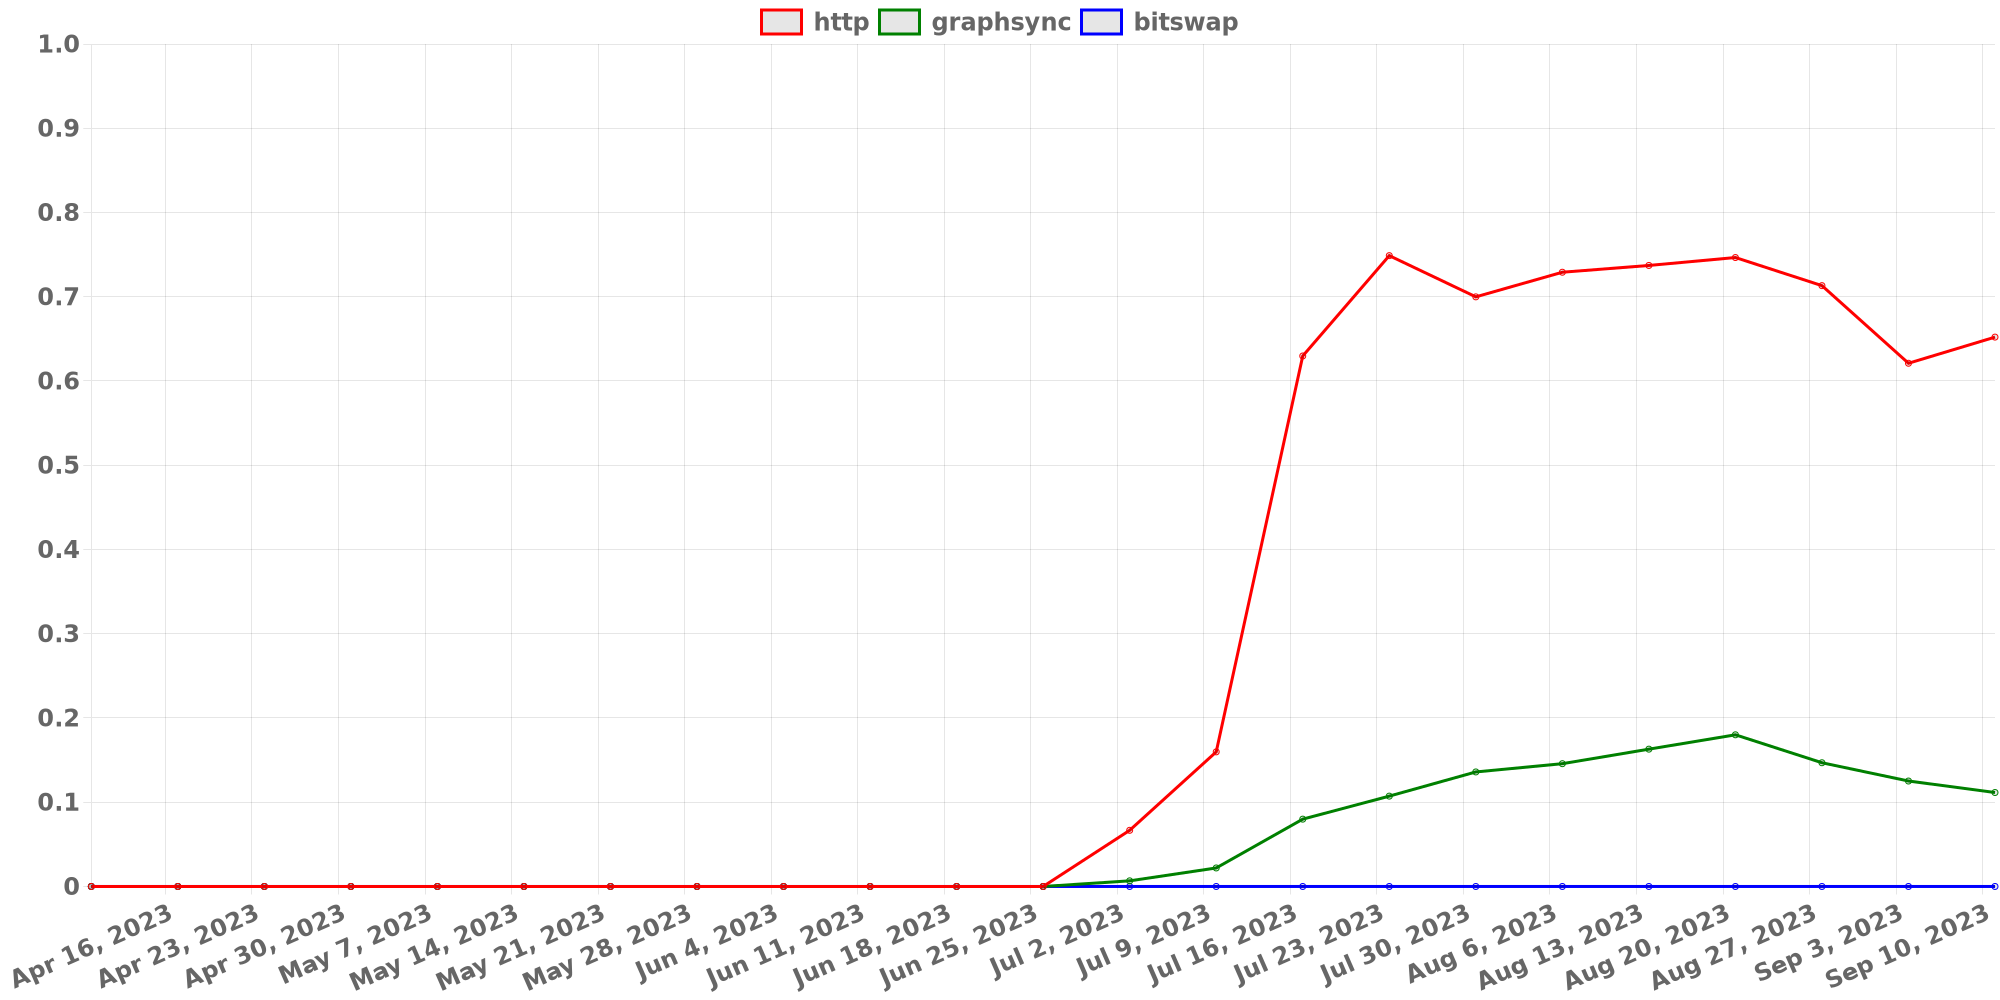 http graphsync bitswap
1.0
0.9
0.8
0.7
0.6
0.5
0.4
0.3
0.2
0.1
0
Apr 16, 2023
Apr 23, 2023
Apr 30, 2023
May 7, 2023
May 14, 2023
May 21, 2023
May 28, 2023
Jun 4, 2023
Jun 11, 2023
Jun 18, 2023
Jun 25, 2023
Jul 2, 2023
Jul 9, 2023
Jul 16, 2023
Jul 23, 2023
Jul 30, 2023
Aug 6, 2023
Aug 13, 2023
Aug 20, 2023
Aug 27, 2023
Sep 3, 2023
Sep 10, 2023